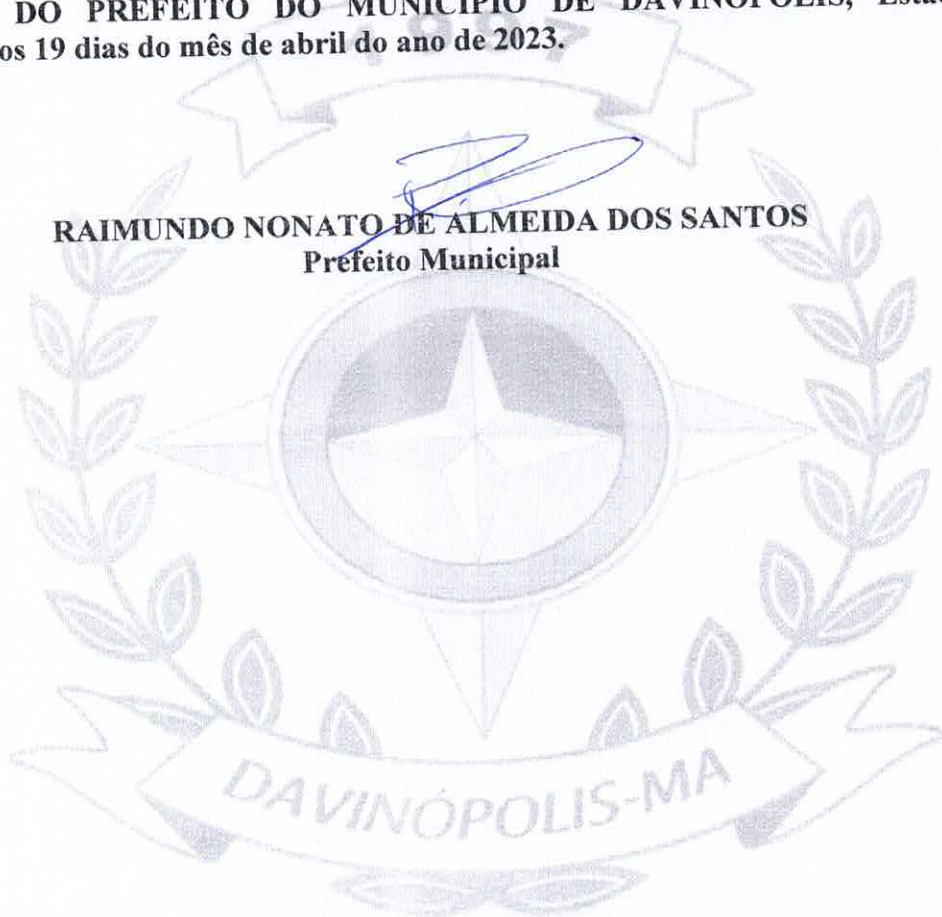 DO PREFEITO DO MUNICÍPIO DE DAVINÓPOLIS,
os 19 dias do mês de abril do ano de 2023.
1997
RAIMUNDO NONATO DE ALMEIDA DOS SANTOS
Prefeito Municipal
DAVINÓPOLIS-MA